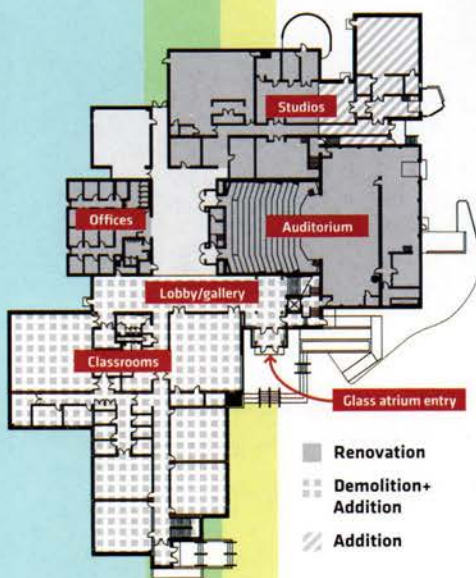 Studios
Offices
Auditorium
Lobby/gallery
Classrooms
Glass atrium entry
Renovation
Demolition+
Addition
Addition